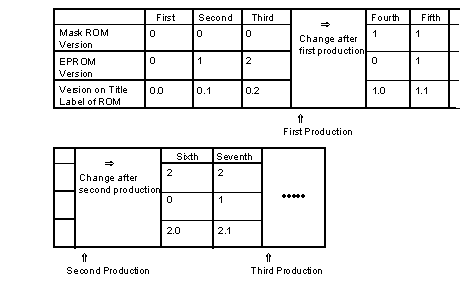 First Second Third ⇒ Fourth Fifth
Mask ROM Version 0 0 0 Change after first production 1 1
EPROM Version 0 1 2 0 1
Version on Title Label of ROM 0.0 0.1 0.2 1.0 1.1
⇑
First Production
⇒ Sixth Seventh
Change after second production 2 2
0 1 •••••
2.0 2.1
⇑ ⇑
Second Production Third Production